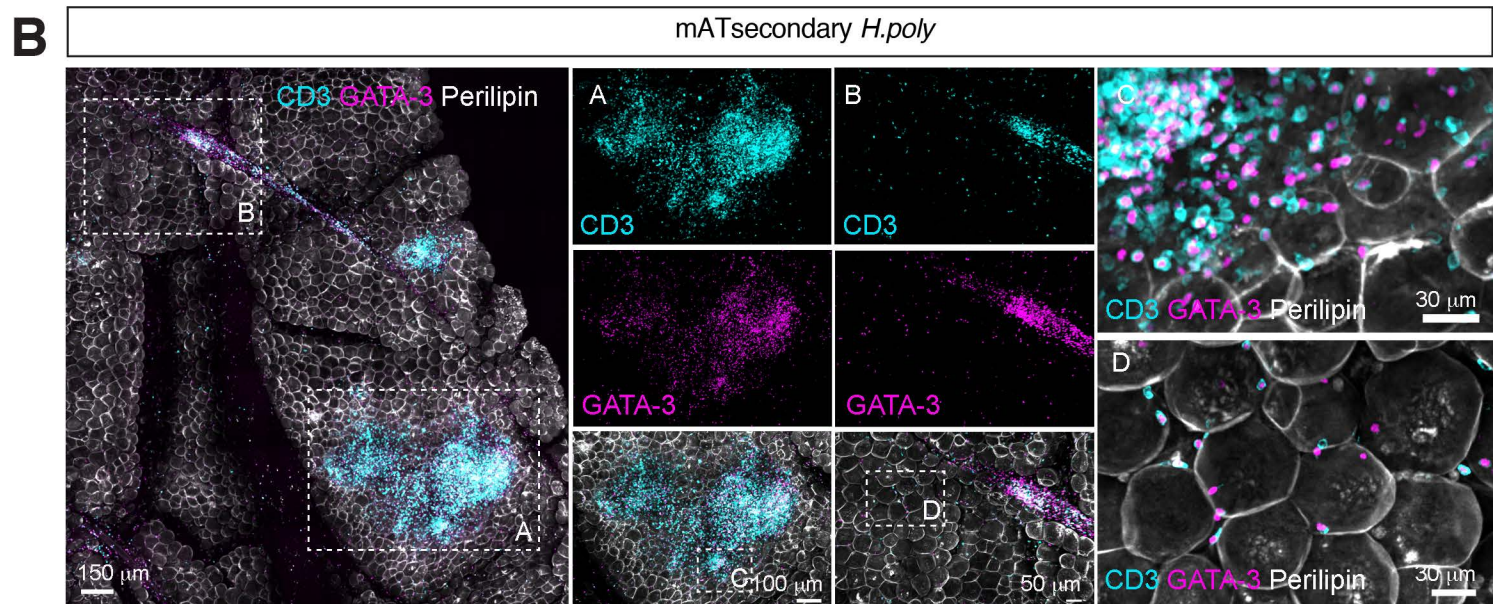 B
mATsecondary H.poly
CD3 GATA-3 Perilipin
B
A
150 μm
A
CD3
GATA-3
C
100 μm
B
CD3
GATA-3
D
50 μm
C
CD3 GATA-3 Perilipin
30 μm
D
CD3 GATA-3 Perilipin
30 μm